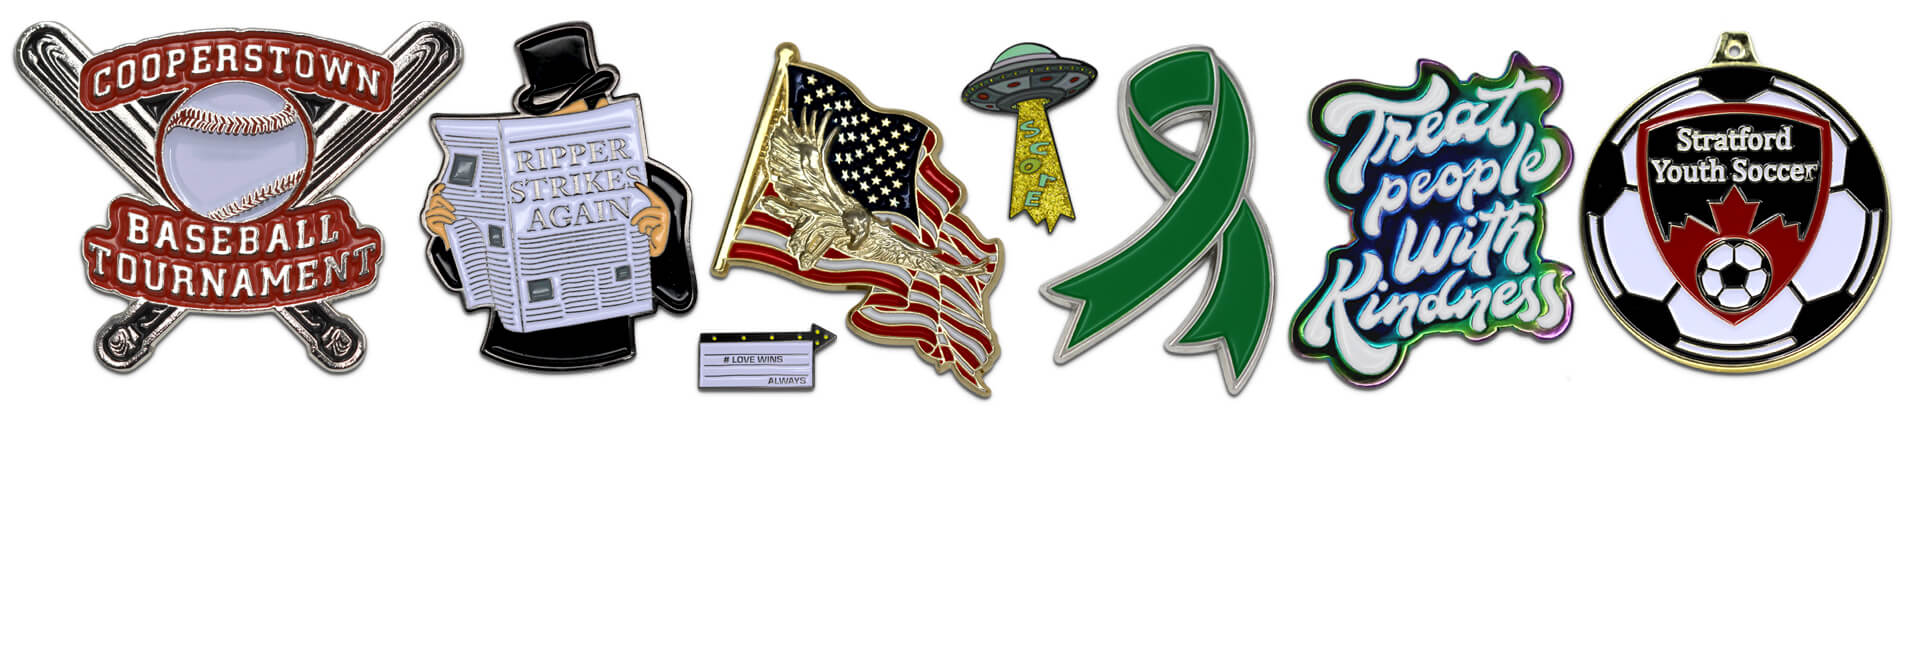 COOPERSTOWN
BASEBALL
TOURNAMENT
RIPPER
STRIKES
AGAIN
# LOVE WINS
ALWAYS
SCOrE
Treat
people
With
Kindness
Stratford
Youth Soccer